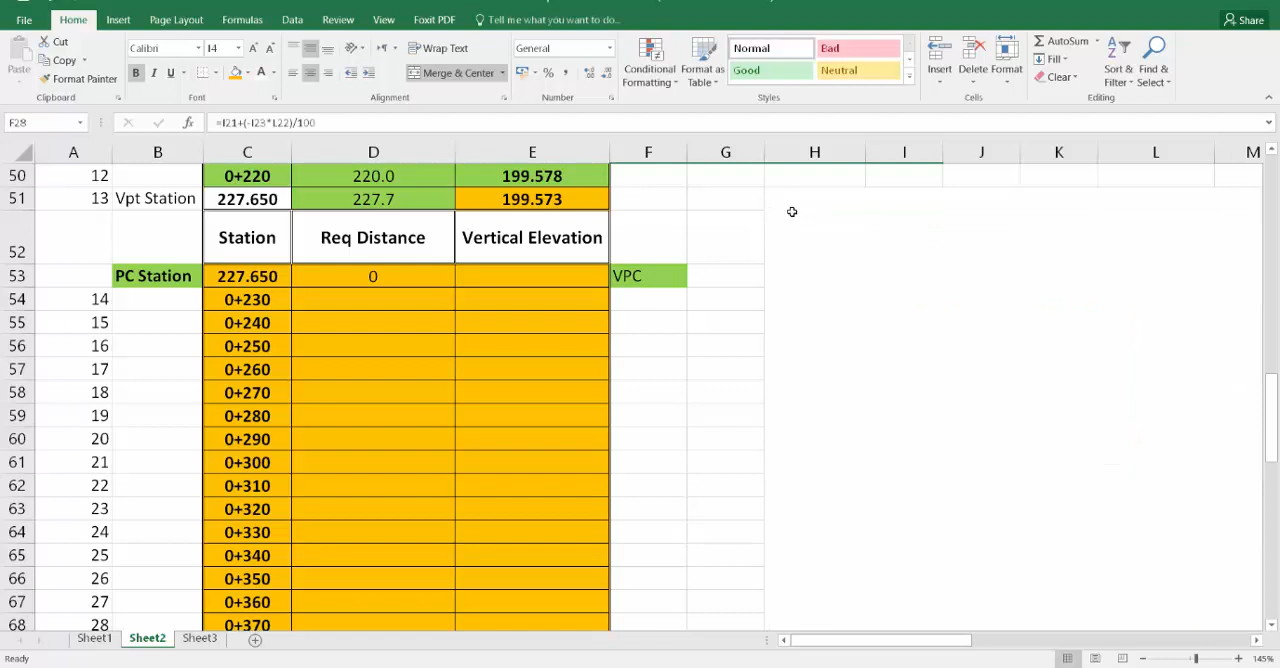 File Home Insert Page Layout Formulas Data Review View Foxit PDF Tell me what you want to do... Share
Paste Cut Copy Format Painter Clipboard
Calibri 14 B I U Font
Wrap Text Merge & Center Alignment
General % Number
Conditional Formatting Format as Table Normal Bad Good Neutral Styles
Insert Delete Format Cells
AutoSum Fill Clear Sort & Filter Find & Select Editing
F28 fx =I21+(-I23*L22)/100
A B C D E F G H I J K L M
50 12 0+220 220.0 199.578
51 13 Vpt Station 227.650 227.7 199.573
52 Station Req Distance Vertical Elevation
53 PC Station 227.650 0 VPC
54 14 0+230
55 15 0+240
56 16 0+250
57 17 0+260
58 18 0+270
59 19 0+280
60 20 0+290
61 21 0+300
62 22 0+310
63 23 0+320
64 24 0+330
65 25 0+340
66 26 0+350
67 27 0+360
68 28 0+370
Sheet1 Sheet2 Sheet3
Ready 145%